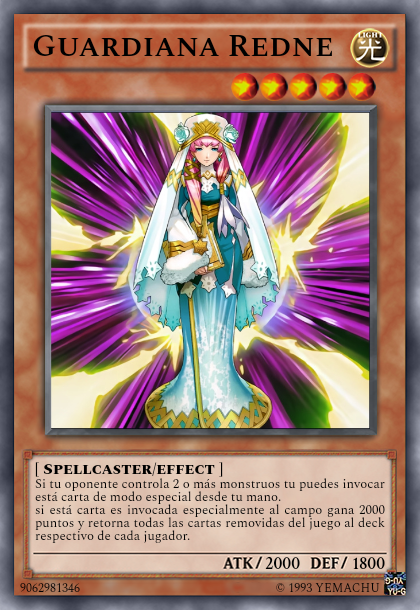 GUARDIANA REDNE
LIGHT
光
[ SPELLCASTER/EFFECT ]
Si tu oponente controla 2 o más monstruos tu puedes invocar
está carta de modo especial desde tu mano.
si está carta es invocada especialmente al campo gana 2000
puntos y retorna todas las cartas removidas del juego al deck
respectivo de cada jugador.
ATK / 2000 DEF / 1800
9062981346
© 1993 YEMACHU